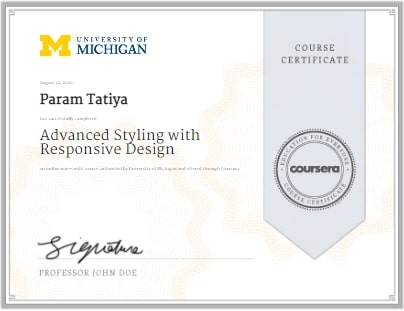 UNIVERSITY OF
MICHIGAN
COURSE
CERTIFICATE
August 12, 2020
Param Tatiya
has successfully completed
Advanced Styling with
Responsive Design
an online non-credit course authorized by University of Michigan and offered through Coursera
EDUCATION FOR EVERYONE
coursera
COURSE CERTIFICATE
Signature
PROFESSOR JOHN DOE